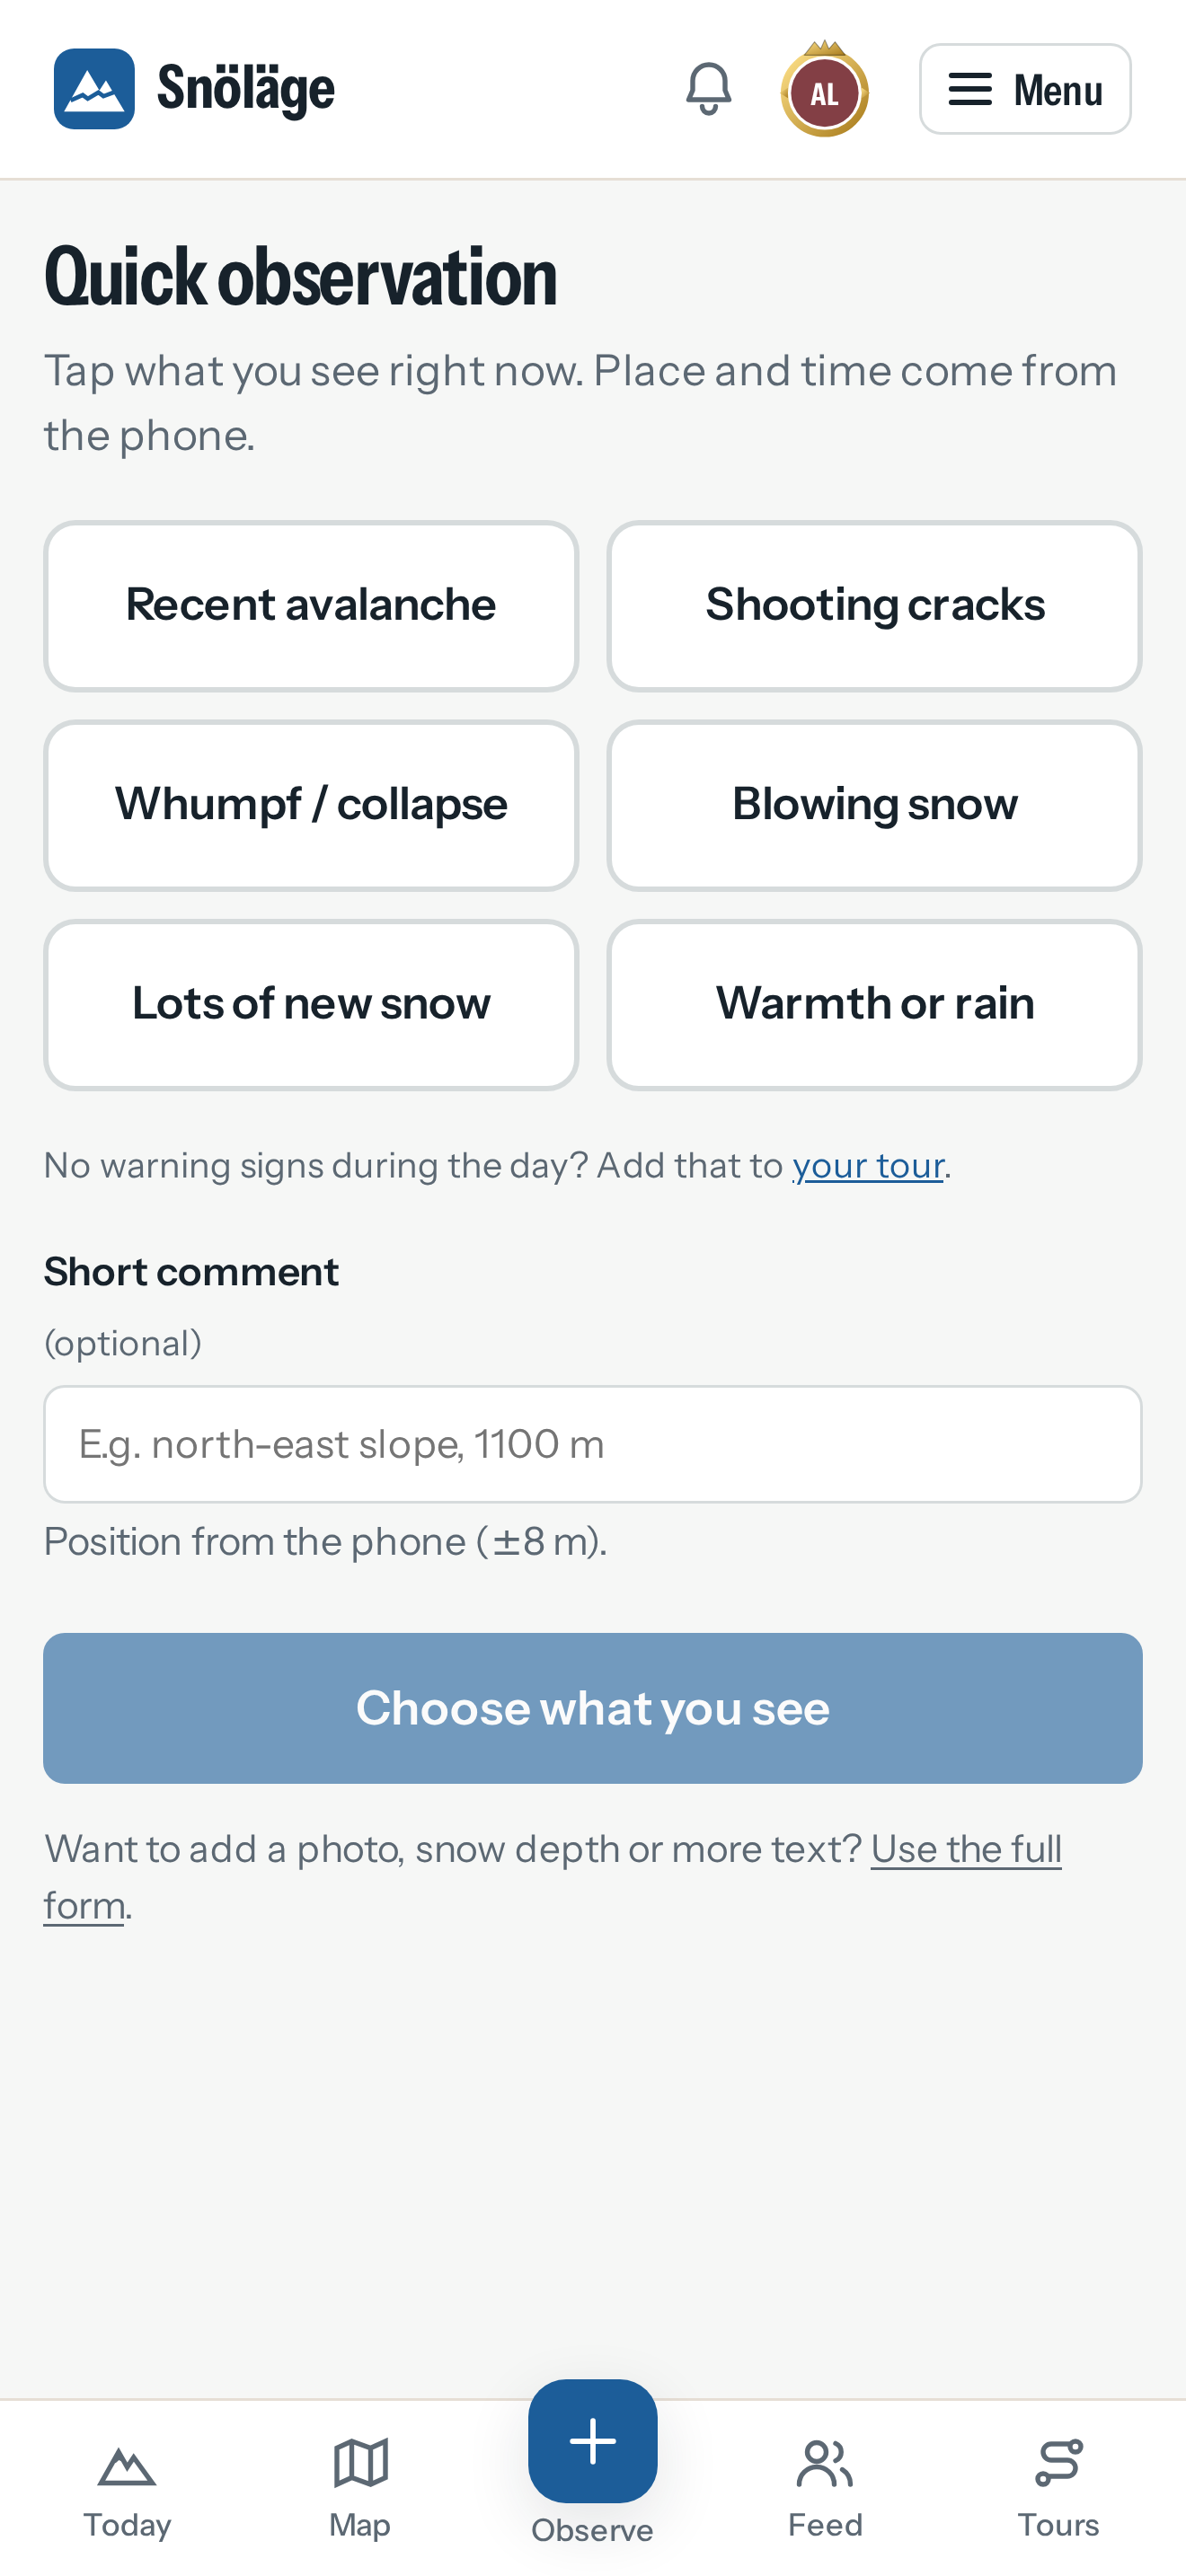 Snöläge
AL
Menu
Quick observation
Tap what you see right now. Place and time come from
the phone.
Recent avalanche
Shooting cracks
Whumpf / collapse
Blowing snow
Lots of new snow
Warmth or rain
No warning signs during the day? Add that to your tour.
Short comment
(optional)
E.g. north-east slope, 1100 m
Position from the phone (±8 m).
Choose what you see
Want to add a photo, snow depth or more text? Use the full
form.
Today
Map
Observe
Feed
Tours